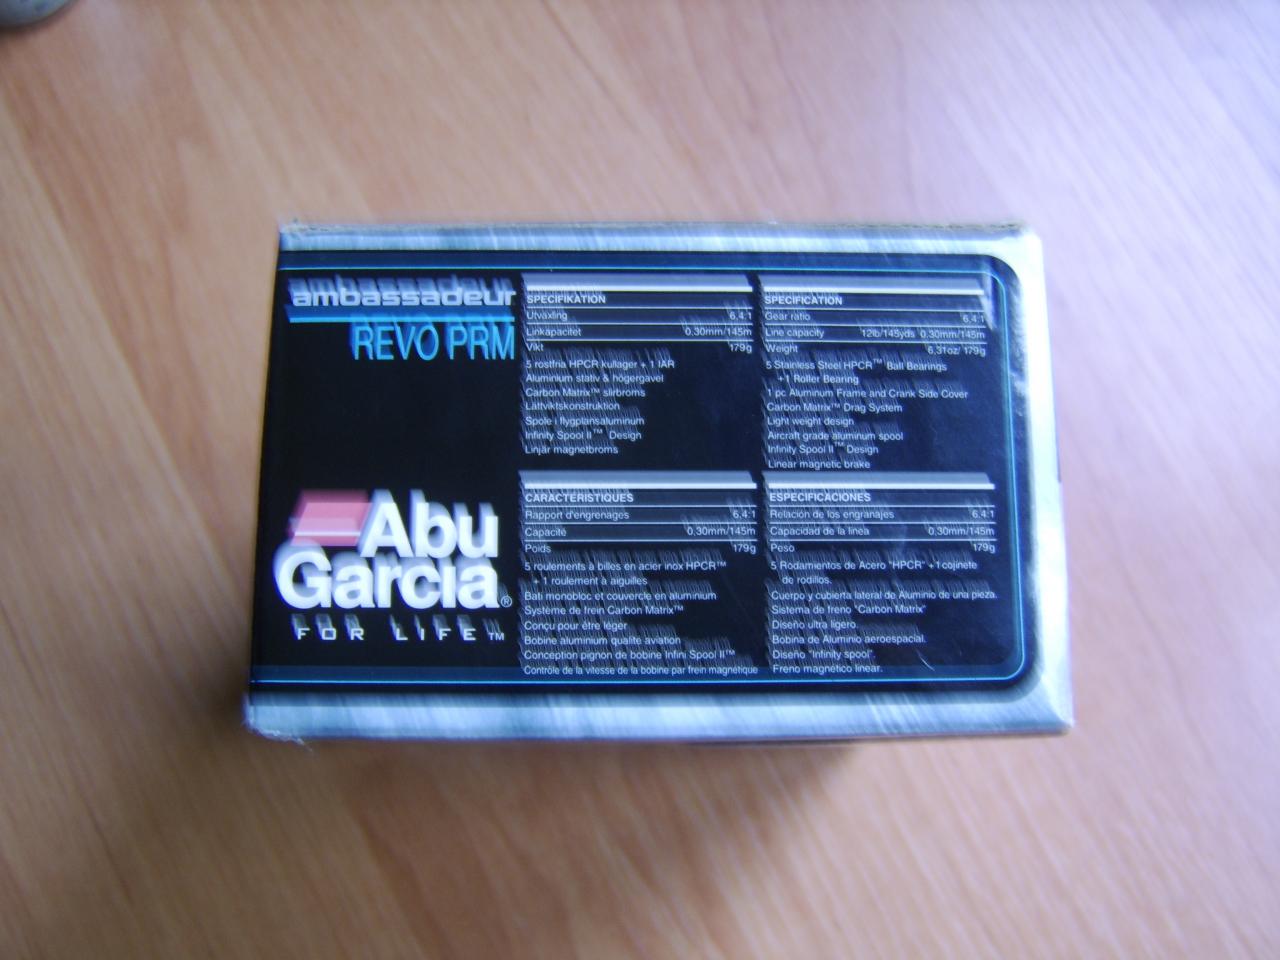 ambassadeur
REVO PRM
Abu
Garcia®
FOR LIFE™
SPECIFIKATION
Utväxling 6,4:1
Linkapacitet 0,30mm/145m
Vikt 179g
5 rostfria HPCR kullager + 1 IAR
Aluminium stativ & högergavel
Carbon Matrix™ slirbroms
Lättviktskonstruktion
Spole i flygplansaluminum
Infinity Spool II™ Design
Linjär magnetbroms
SPECIFICATION
Gear ratio 6,4:1
Line capacity 12lb/145yds 0,30mm/145m
Weight 6,31oz/ 179g
5 Stainless Steel HPCR™ Ball Bearings
+ 1 Roller Bearing
1 pc Aluminum Frame and Crank Side Cover
Carbon Matrix™ Drag System
Light weight design
Aircraft grade aluminum spool
Infinity Spool II™ Design
Linear magnetic brake
CARACTERISTIQUES
Rapport d'engrenages 6,4:1
Capacité 0,30mm/145m
Poids 179g
5 roulements à billes en acier inox HPCR™
+ 1 roulement à aiguilles
Bati monobloc et couvercle en aluminium
Systeme de frein Carbon Matrix™
Conçu pour être léger
Bobine aluminium qualité aviation
Conception pignon de bobine Infini Spool II™
Contrôle de la vitesse de la bobine par frein magnétique
ESPECIFICACIONES
Relación de los engranajes 6,4:1
Capacidad de la linea 0,30mm/145m
Peso 179g
5 Rodamientos de Acero "HPCR" + 1 cojinete
de rodillos.
Cuerpo y cubierta lateral de Aluminio de una pieza.
Sistema de freno "Carbon Matrix"
Diseño ultra ligero.
Bobina de Aluminio aeroespacial.
Diseño "Infinity spool".
Freno magnético linear.